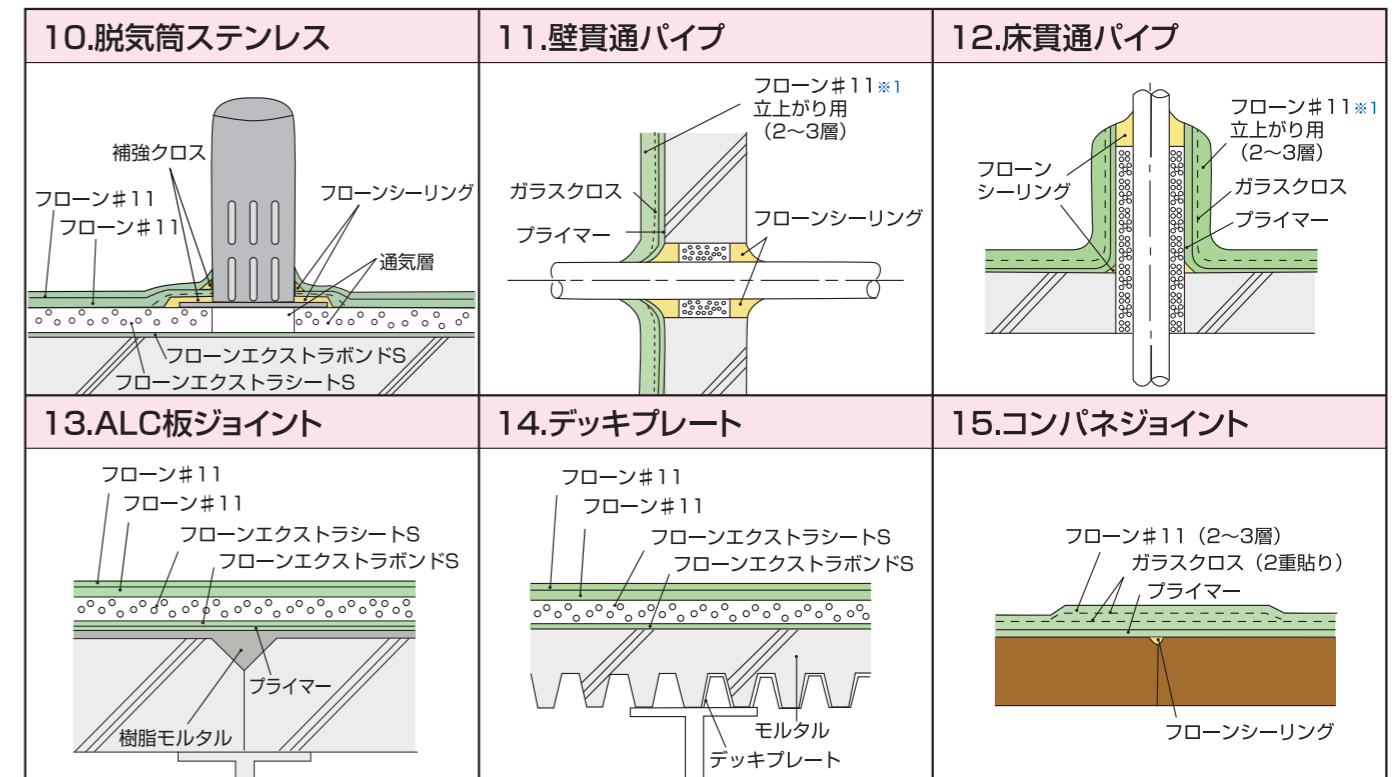 10.脱気筒ステンレス
補強クロス
フローン♯11
フローン♯11
フローンシーリング
通気層
フローンエクストラボンドS
フローンエクストラシートS
11.壁貫通パイプ
フローン♯11※1
立上がり用
（2〜3層）
ガラスクロス
プライマー
フローンシーリング
12.床貫通パイプ
フローン♯11※1
立上がり用
（2〜3層）
フローン
シーリング
ガラスクロス
プライマー
13.ALC板ジョイント
フローン♯11
フローン♯11
フローンエクストラシートS
フローンエクストラボンドS
プライマー
樹脂モルタル
14.デッキプレート
フローン♯11
フローン♯11
フローンエクストラシートS
フローンエクストラボンドS
モルタル
デッキプレート
15.コンパネジョイント
フローン♯11（2〜3層）
ガラスクロス（2重貼り）
プライマー
フローンシーリング